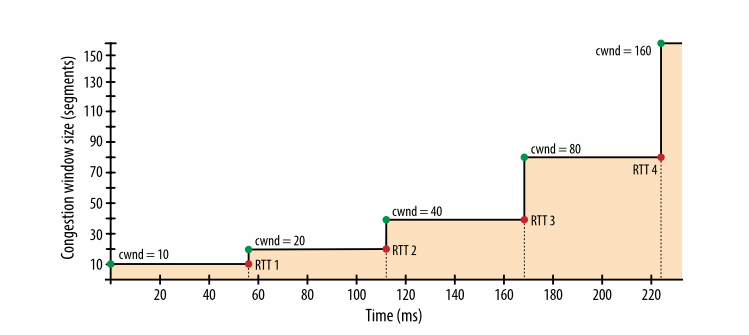 Congestion window size (segments)
150
130
110
90
70
50
30
10
cwnd = 10
RTT 1
cwnd = 20
RTT 2
cwnd = 40
RTT 3
cwnd = 80
RTT 4
cwnd = 160
20 40 60 80 100 120 140 160 180 200 220
Time (ms)